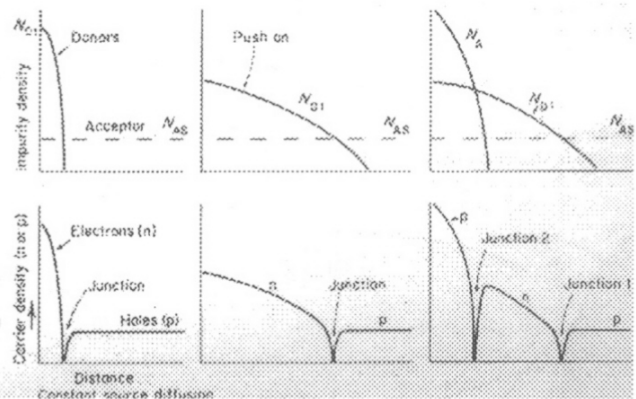 N_D1
Donors
Push on
N_A
N_D1
N_D1
Acceptor
N_AS
N_AS
N_AS
Impurity density
p
Electrons (n)
Junction 2
Junction
n
Junction
n
Junction 1
Holes (p)
p
p
Carrier density (n or p)
Distance
Constant source diffusion